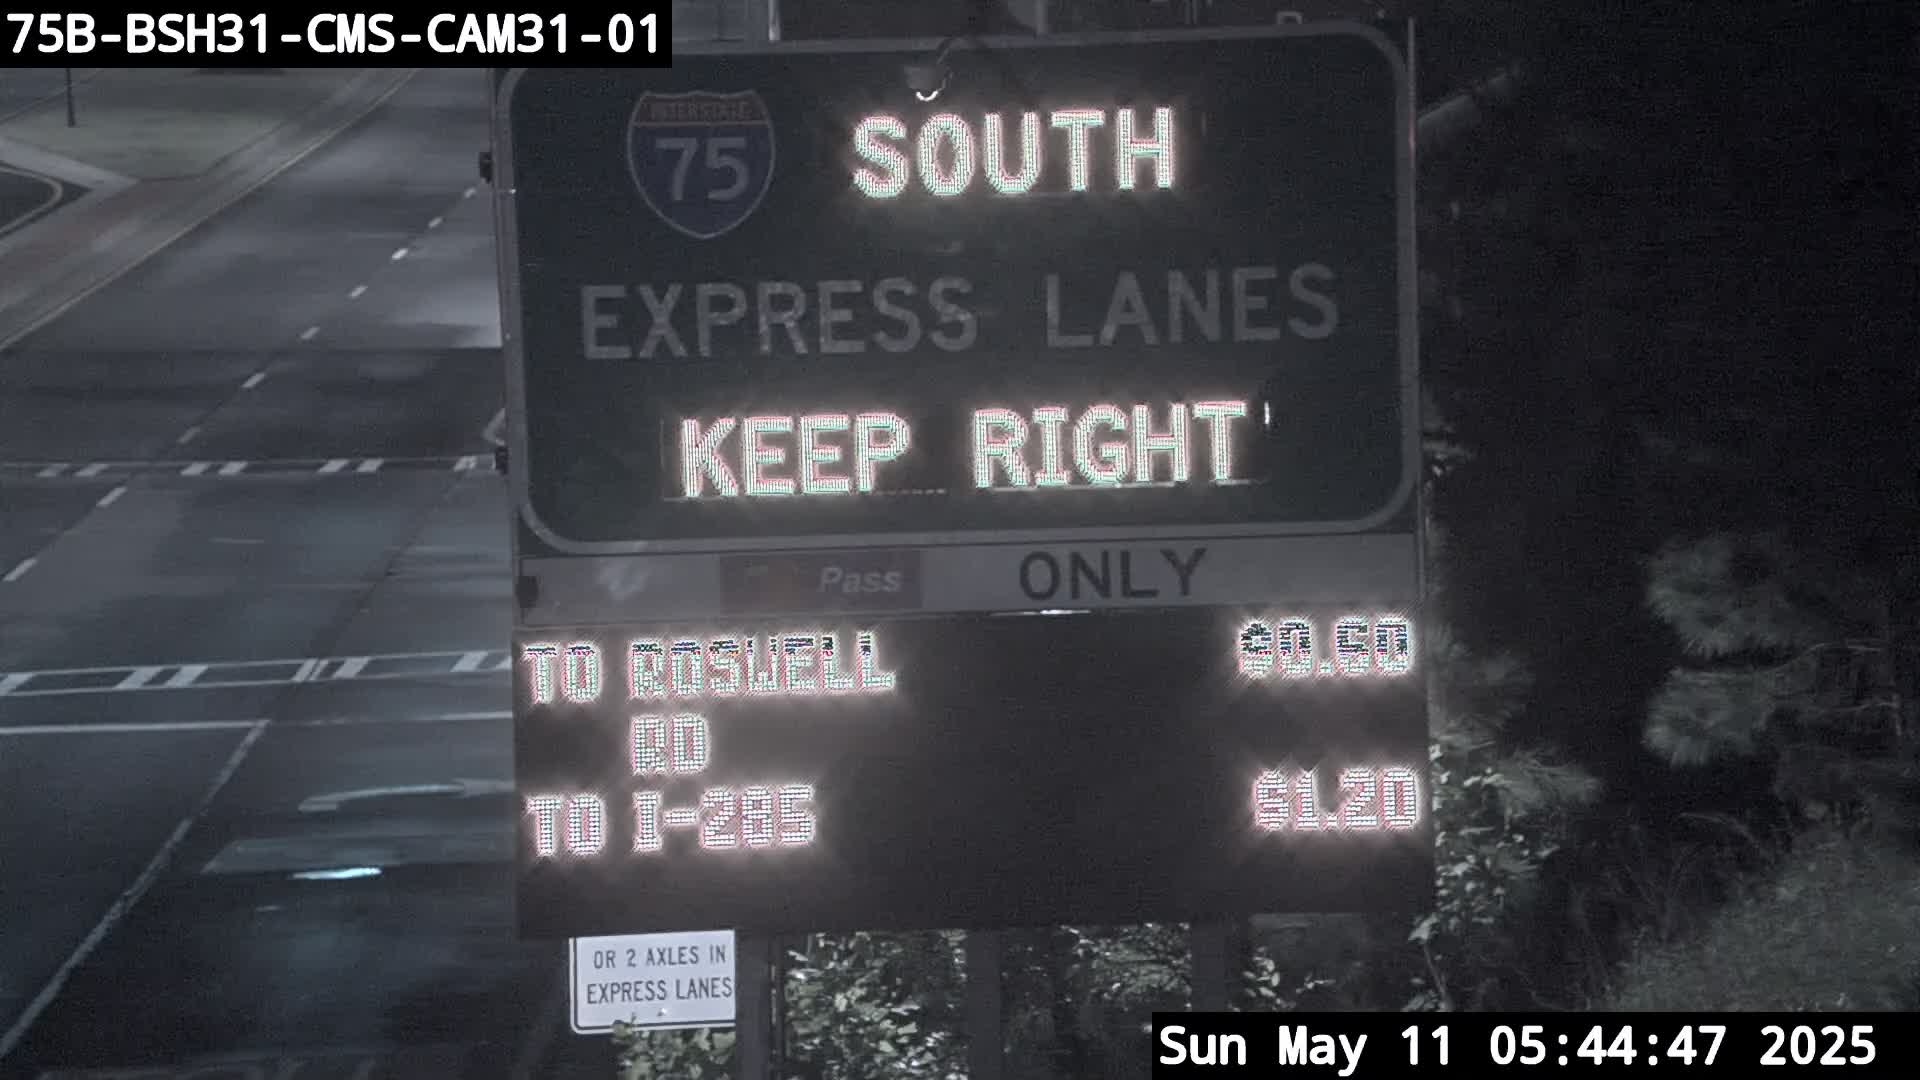 75B-BSH31-CMS-CAM31-01
INTERSTATE
75
SOUTH
EXPRESS LANES
KEEP RIGHT
Pass ONLY
TO ROSWELL $0.60
RD
TO I-285 $1.20
OR 2 AXLES IN
EXPRESS LANES
Sun May 11 05:44:47 2025